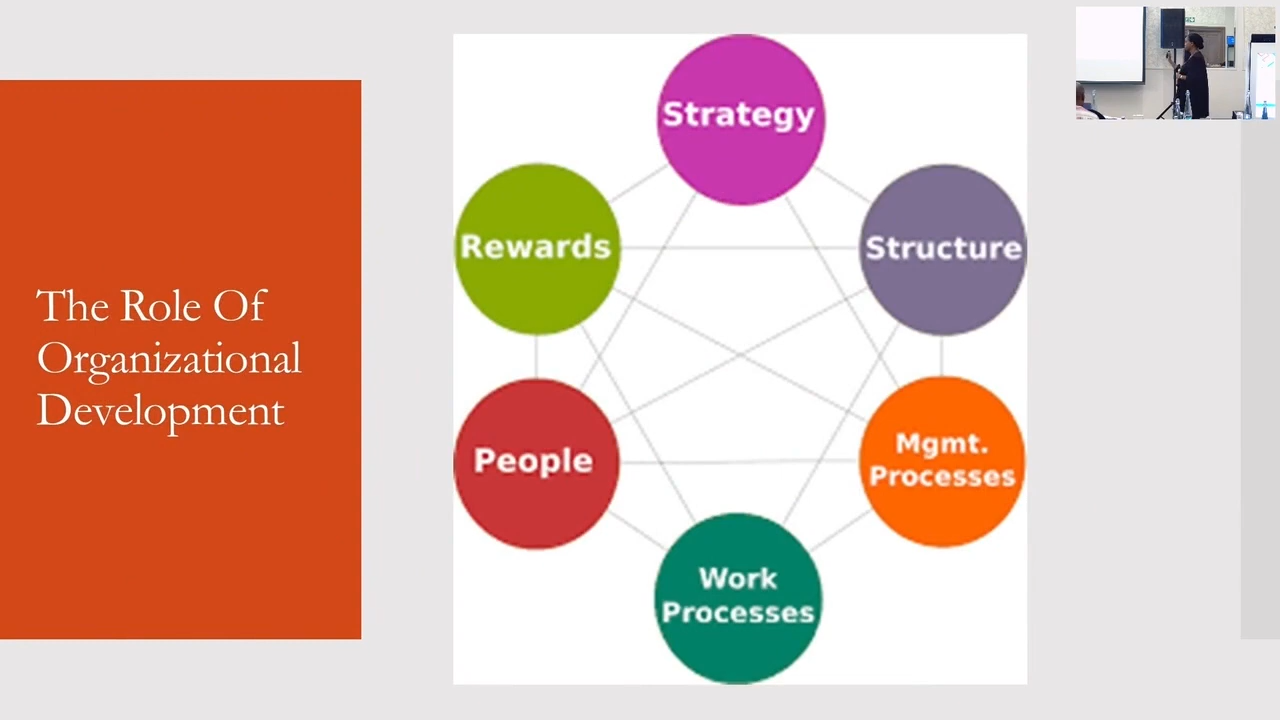 The Role Of
Organizational
Development
Strategy
Rewards
Structure
People
Mgmt.
Processes
Work
Processes